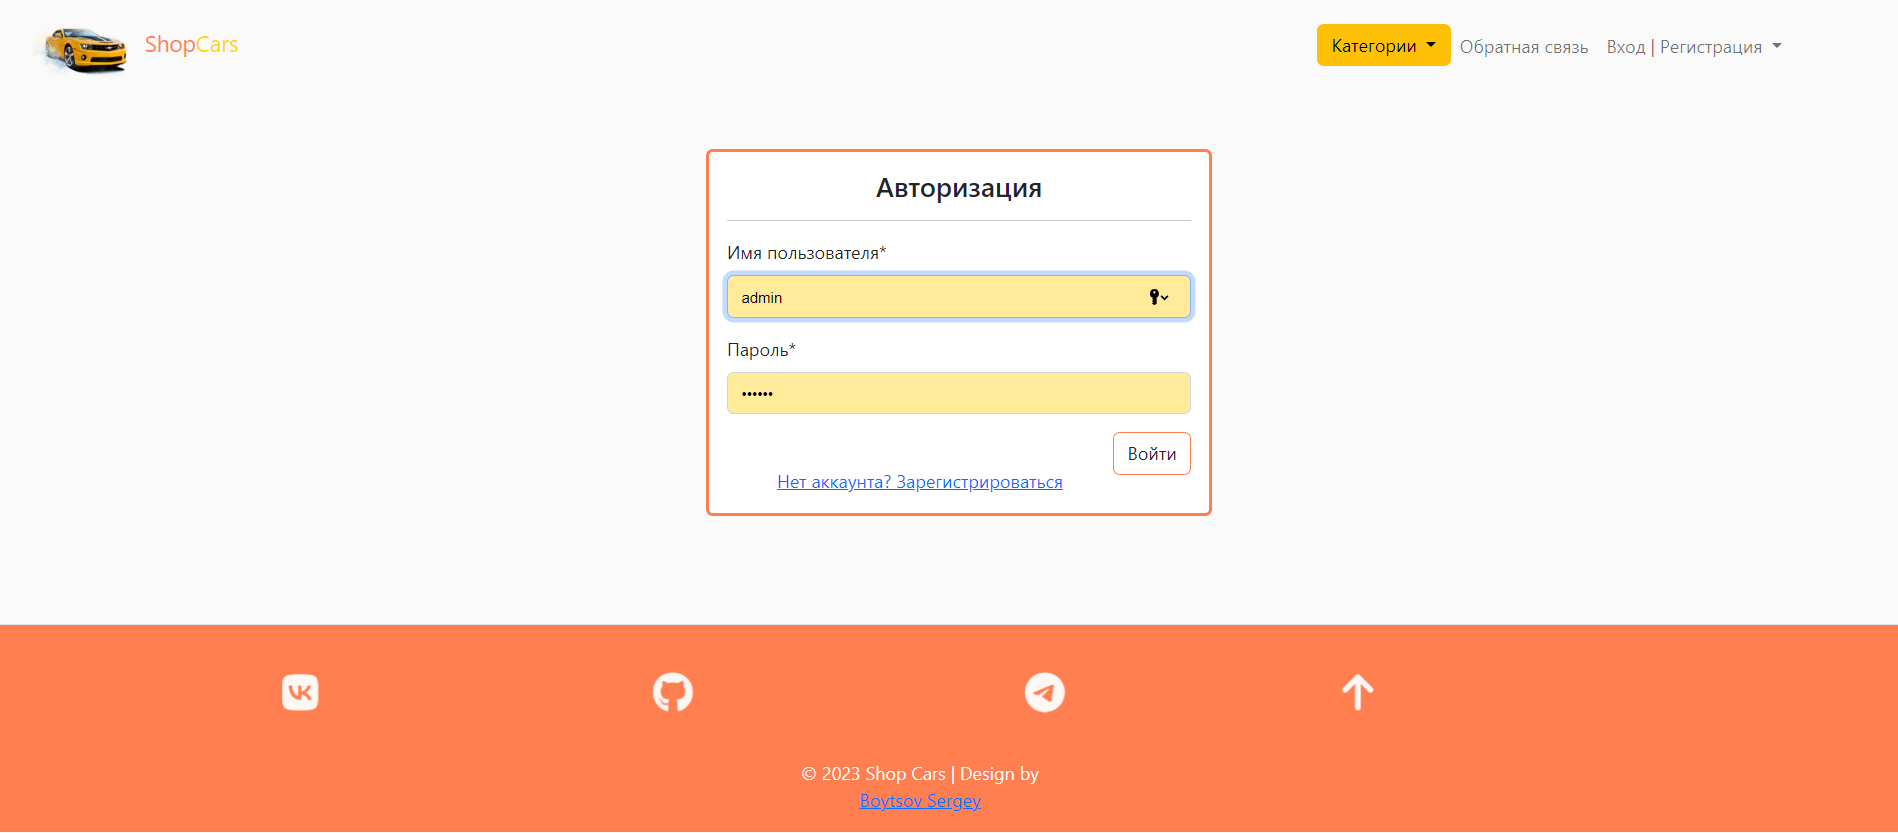 ShopCars
Категории
Обратная связь
Вход | Регистрация
Авторизация
Имя пользователя*
admin
Пароль*
••••••
Войти
Нет аккаунта? Зарегистрироваться
© 2023 Shop Cars | Design by
Boytsov Sergey